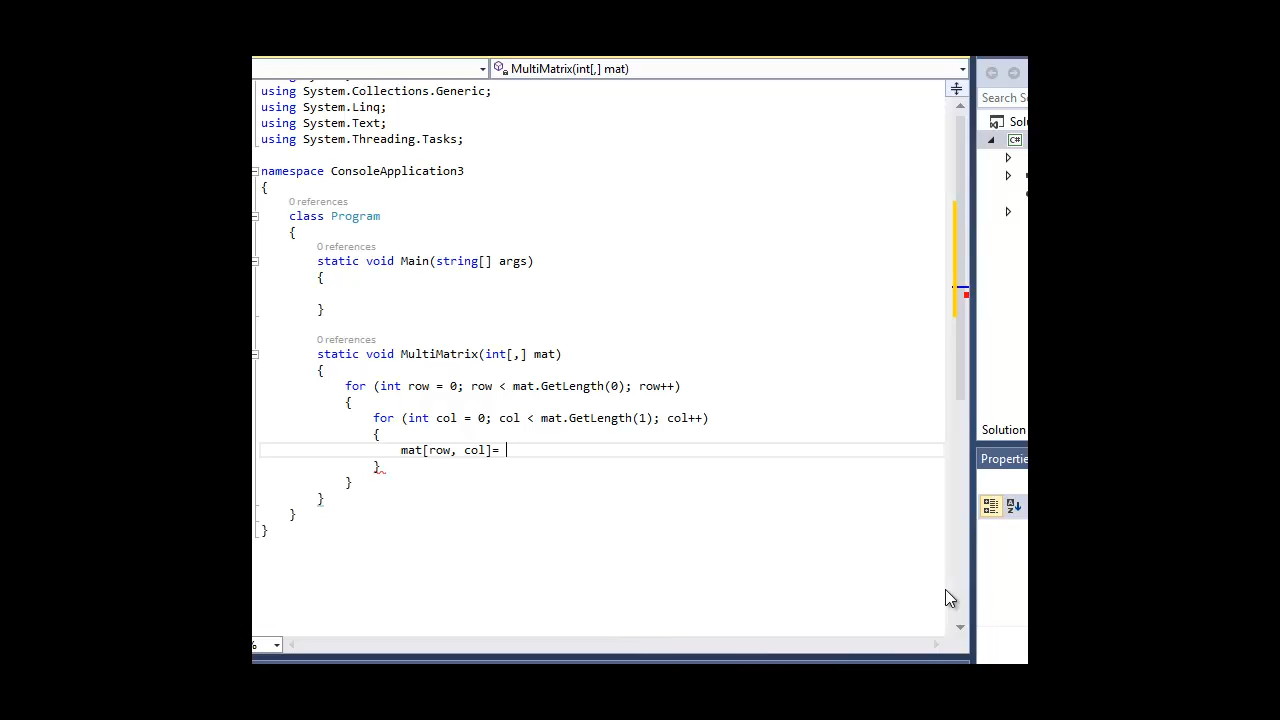 MultiMatrix(int[,] mat)
using System.Collections.Generic;
using System.Linq;
using System.Text;
using System.Threading.Tasks;
namespace ConsoleApplication3
{
0 references
class Program
{
0 references
static void Main(string[] args)
{
}
0 references
static void MultiMatrix(int[,] mat)
{
for (int row = 0; row < mat.GetLength(0); row++)
{
for (int col = 0; col < mat.GetLength(1); col++)
{
mat[row, col]=
}
}
}
}
}
%
Search So
Solu
C#
Solution
Propertie